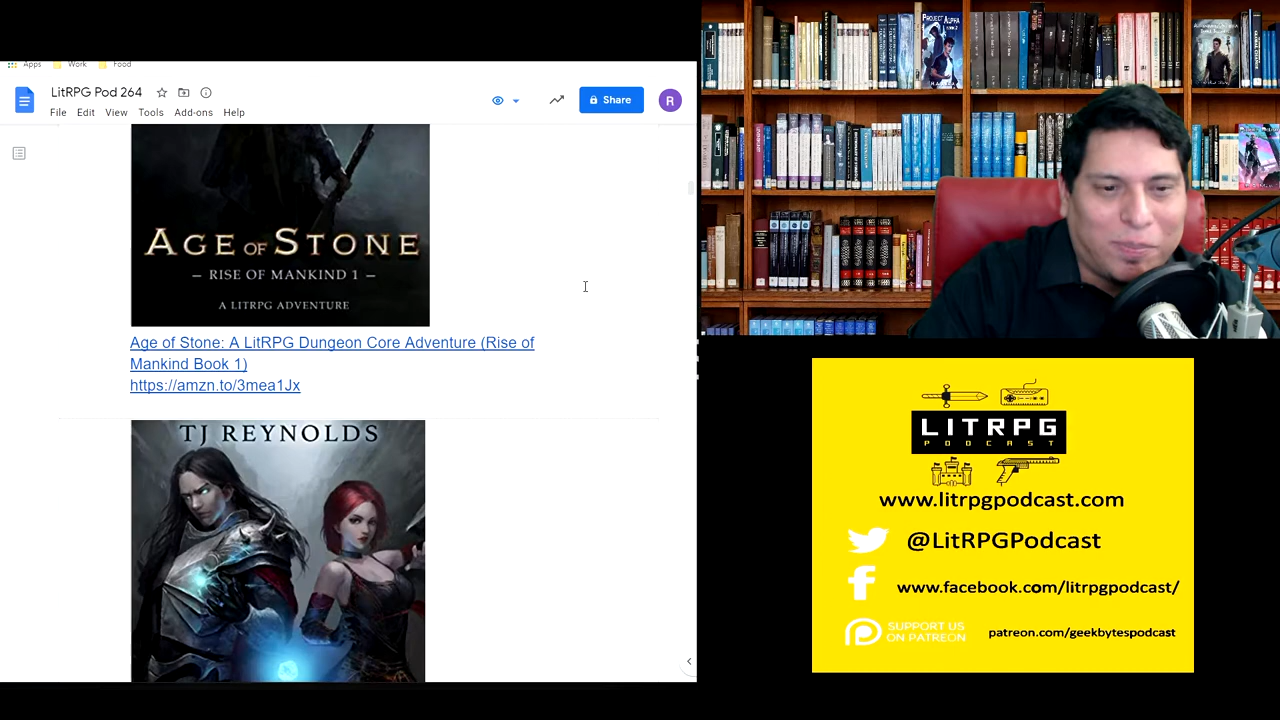 Apps Work Food
LitRPG Pod 264
File Edit View Tools Add-ons Help
Share
R
AGE OF STONE
– RISE OF MANKIND 1 –
A LITRPG ADVENTURE
Age of Stone: A LitRPG Dungeon Core Adventure (Rise of
Mankind Book 1)
https://amzn.to/3mea1Jx
TJ REYNOLDS
PROJECT
ALPHA
LITRPG
PODCAST
www.litrpgpodcast.com
@LitRPGPodcast
www.facebook.com/litrpgpodcast/
SUPPORT US
ON PATREON
patreon.com/geekbytespodcast